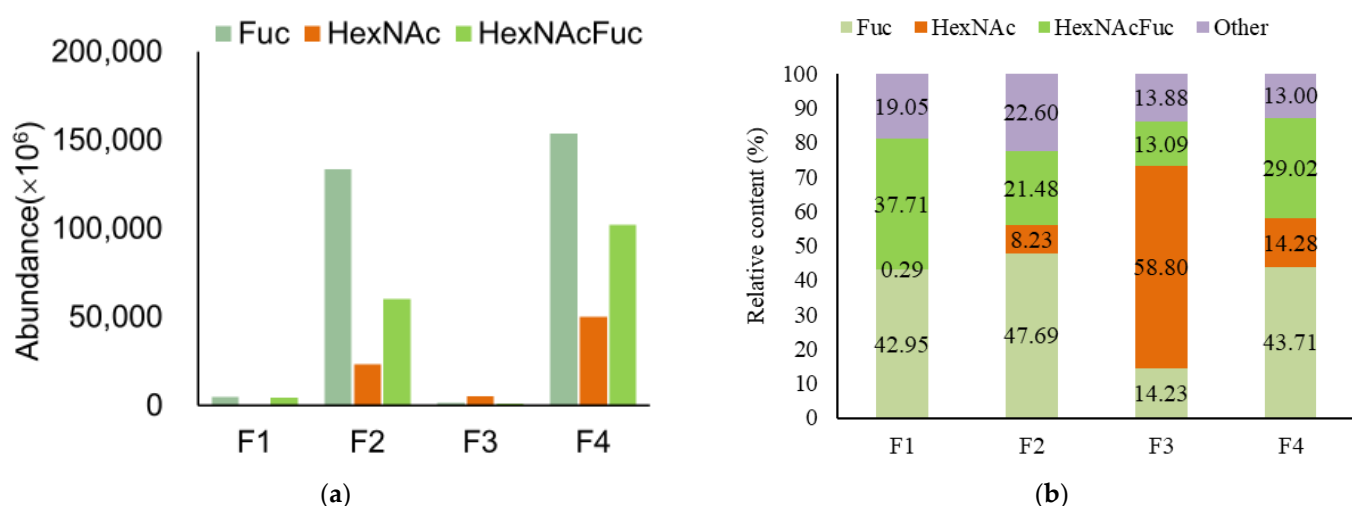 Fuc HexNAc HexNAcFuc
200,000
150,000
100,000
50,000
0
Abundance(×10⁶)
F1 F2 F3 F4
(a)
Fuc HexNAc HexNAcFuc Other
100
90
80
70
60
50
40
30
20
10
0
Relative content (%)
19.05 22.60 13.88 13.00
37.71 21.48 13.09 29.02
0.29 8.23 58.80 14.28
42.95 47.69 14.23 43.71
F1 F2 F3 F4
(b)